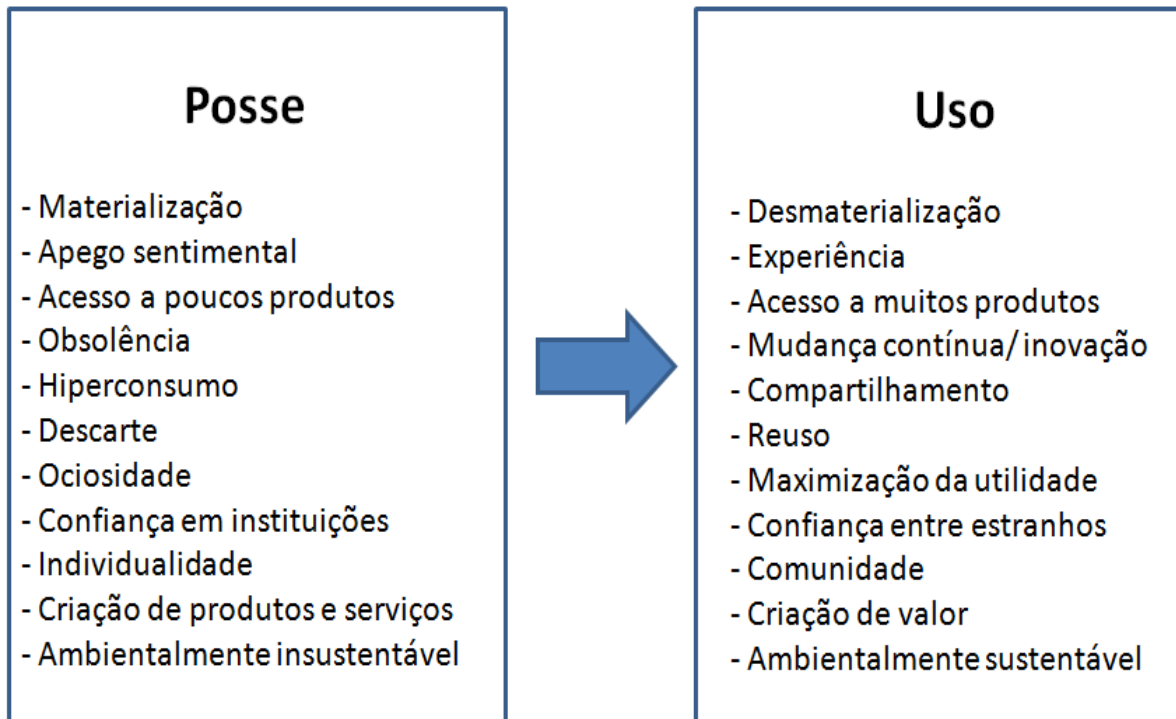 Posse
- Materialização
- Apego sentimental
- Acesso a poucos produtos
- Obsolência
- Hiperconsumo
- Descarte
- Ociosidade
- Confiança em instituições
- Individualidade
- Criação de produtos e serviços
- Ambientalmente insustentável
Uso
- Desmaterialização
- Experiência
- Acesso a muitos produtos
- Mudança contínua/ inovação
- Compartilhamento
- Reuso
- Maximização da utilidade
- Confiança entre estranhos
- Comunidade
- Criação de valor
- Ambientalmente sustentável